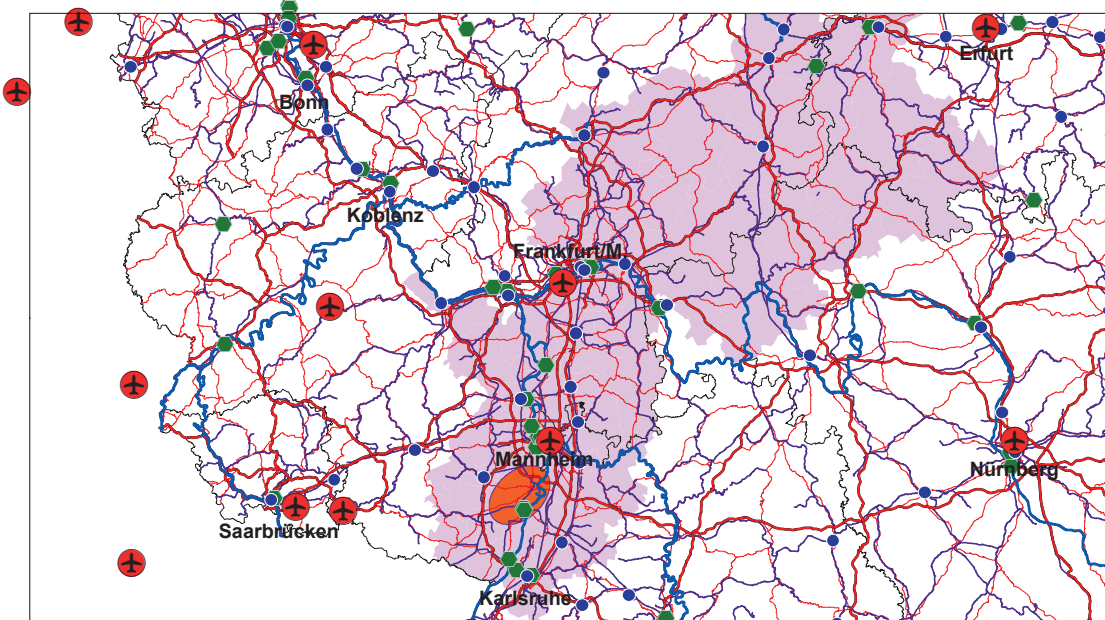 Erfurt
Bonn
Koblenz
Frankfurt/M.
Mannheim
Nürnberg
Saarbrücken
Karlsruhe